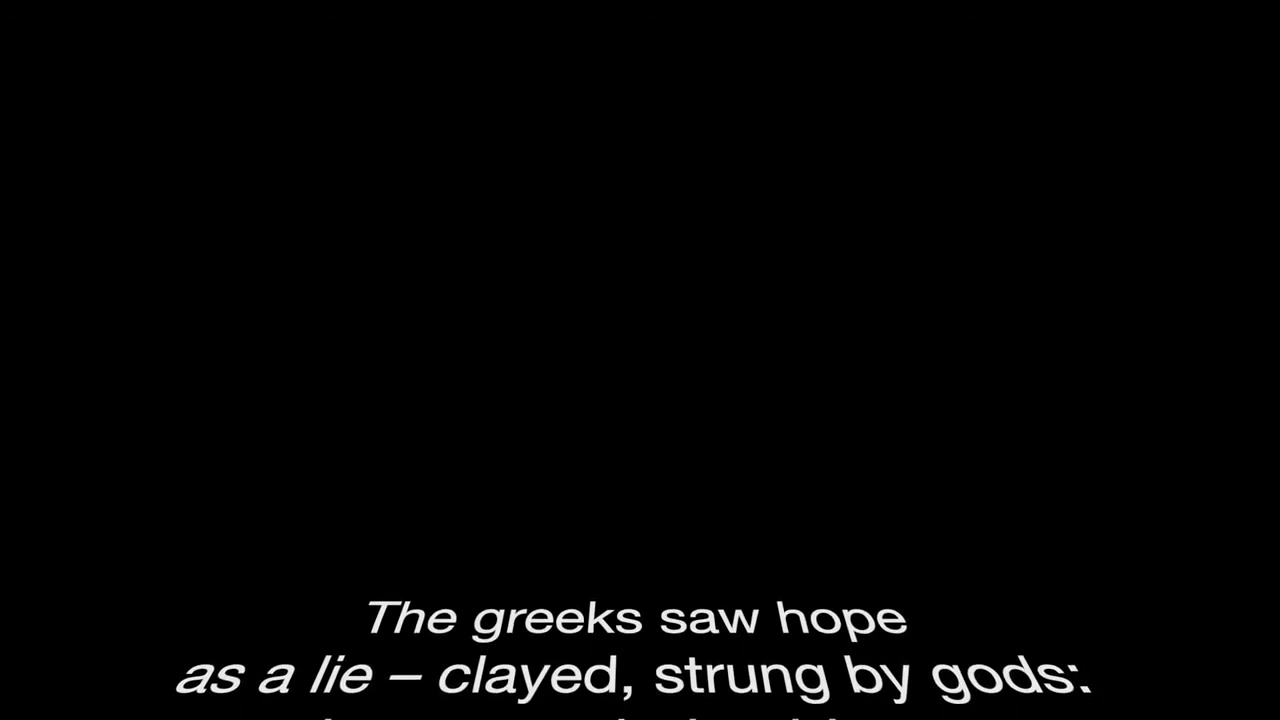 The greeks saw hope
as a lie – clayed, strung by gods: